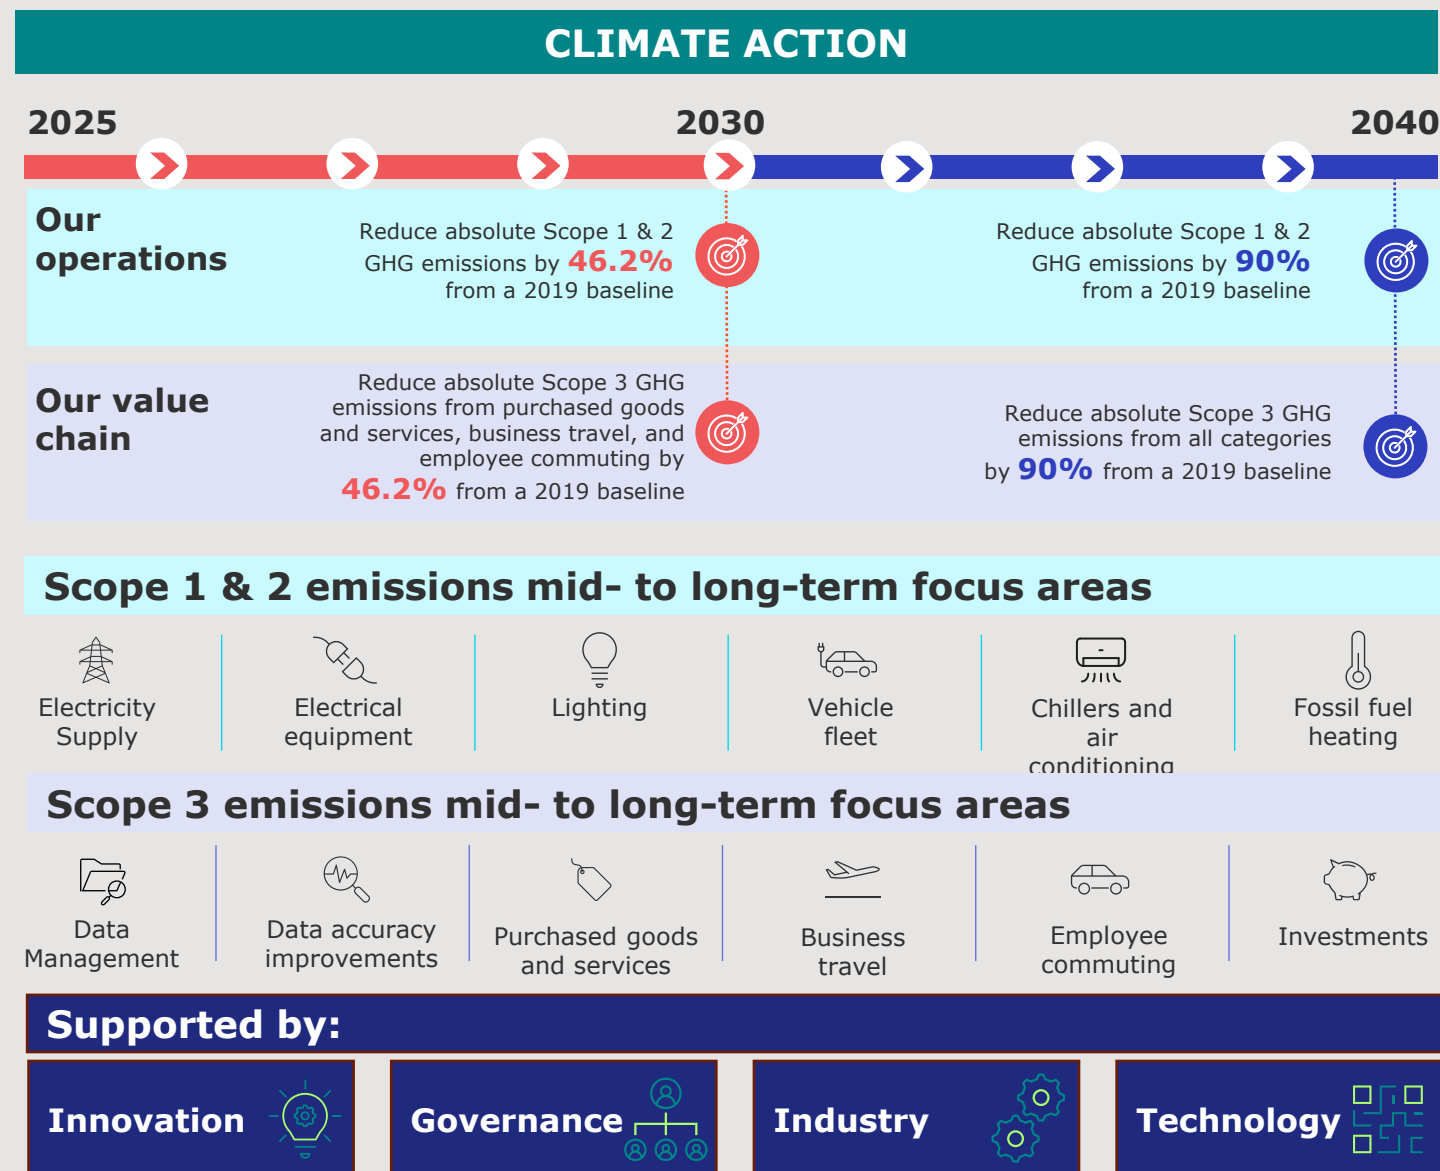 CLIMATE ACTION
2025
2030
2040
Our
operations
Reduce absolute Scope 1 & 2
GHG emissions by 46.2%
from a 2019 baseline
Reduce absolute Scope 1 & 2
GHG emissions by 90%
from a 2019 baseline
Our value
chain
Reduce absolute Scope 3 GHG
emissions from purchased goods
and services, business travel, and
employee commuting by
46.2% from a 2019 baseline
Reduce absolute Scope 3 GHG
emissions from all categories
by 90% from a 2019 baseline
Scope 1 & 2 emissions mid- to long-term focus areas
Electricity
Supply
Electrical
equipment
Lighting
Vehicle
fleet
Chillers and
air
conditioning
Fossil fuel
heating
Scope 3 emissions mid- to long-term focus areas
Data
Management
Data accuracy
improvements
Purchased goods
and services
Business
travel
Employee
commuting
Investments
Supported by:
Innovation
Governance
Industry
Technology